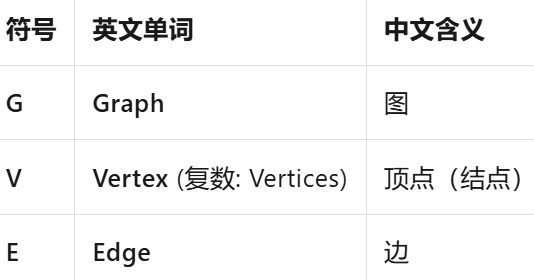 符号 英文单词 中文含义
G Graph 图
V Vertex (复数: Vertices) 顶点（结点）
E Edge 边